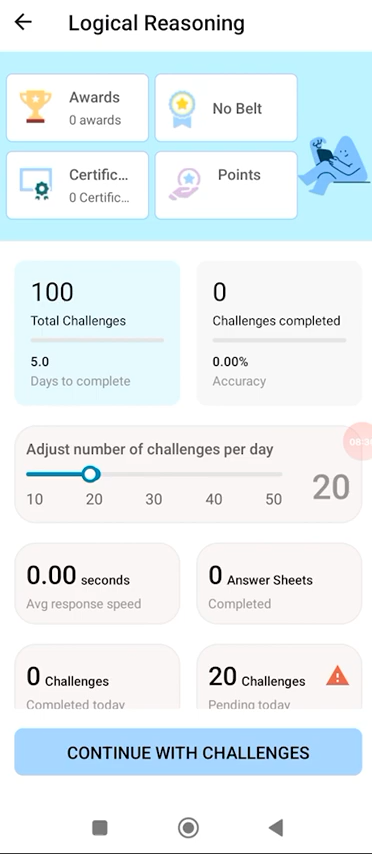 Logical Reasoning
Awards
0 awards
No Belt
Certific...
0 Certific...
Points
100
Total Challenges
5.0
Days to complete
0
Challenges completed
0.00%
Accuracy
Adjust number of challenges per day
10 20 30 40 50
20
0.00 seconds
Avg response speed
0 Answer Sheets
Completed
0 Challenges
Completed today
20 Challenges
Pending today
CONTINUE WITH CHALLENGES